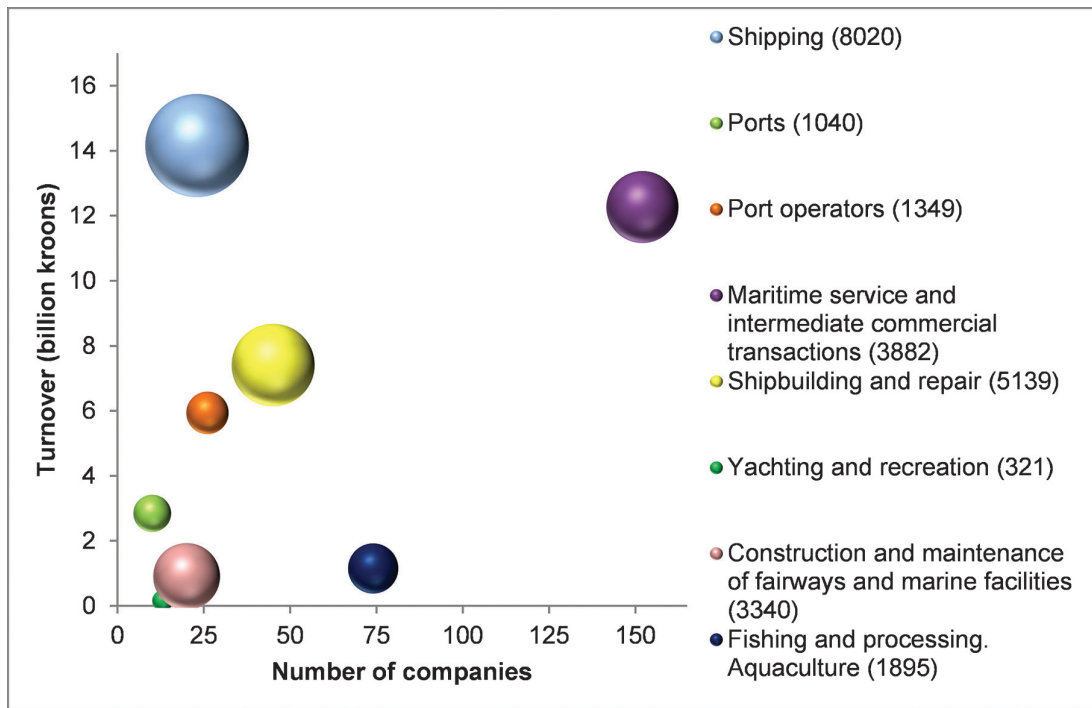 Turnover (billion kroons)
16
14
12
10
8
6
4
2
0
0 25 50 75 100 125 150
Number of companies
Shipping (8020)
Ports (1040)
Port operators (1349)
Maritime service and
intermediate commercial
transactions (3882)
Shipbuilding and repair (5139)
Yachting and recreation (321)
Construction and maintenance
of fairways and marine facilities
(3340)
Fishing and processing.
Aquaculture (1895)